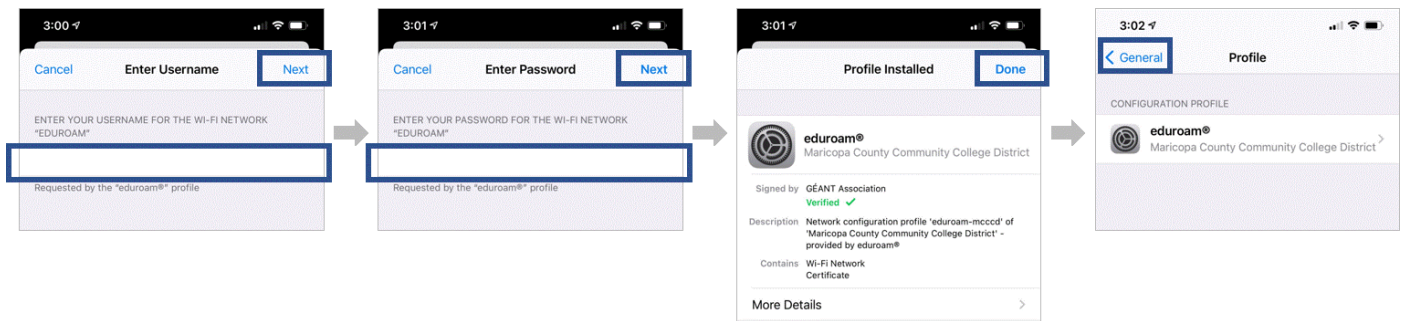 3:00
Cancel Enter Username Next
ENTER YOUR USERNAME FOR THE WI-FI NETWORK
"EDUROAM"
Requested by the "eduroam®" profile
3:01
Cancel Enter Password Next
ENTER YOUR PASSWORD FOR THE WI-FI NETWORK
"EDUROAM"
Requested by the "eduroam®" profile
3:01
Profile Installed Done
eduroam®
Maricopa County Community College District
Signed by GÉANT Association
Verified ✓
Description Network configuration profile 'eduroam-mcccd' of
'Maricopa County Community College District' -
provided by eduroam®
Contains Wi-Fi Network
Certificate
More Details
3:02
General Profile
CONFIGURATION PROFILE
eduroam®
Maricopa County Community College District